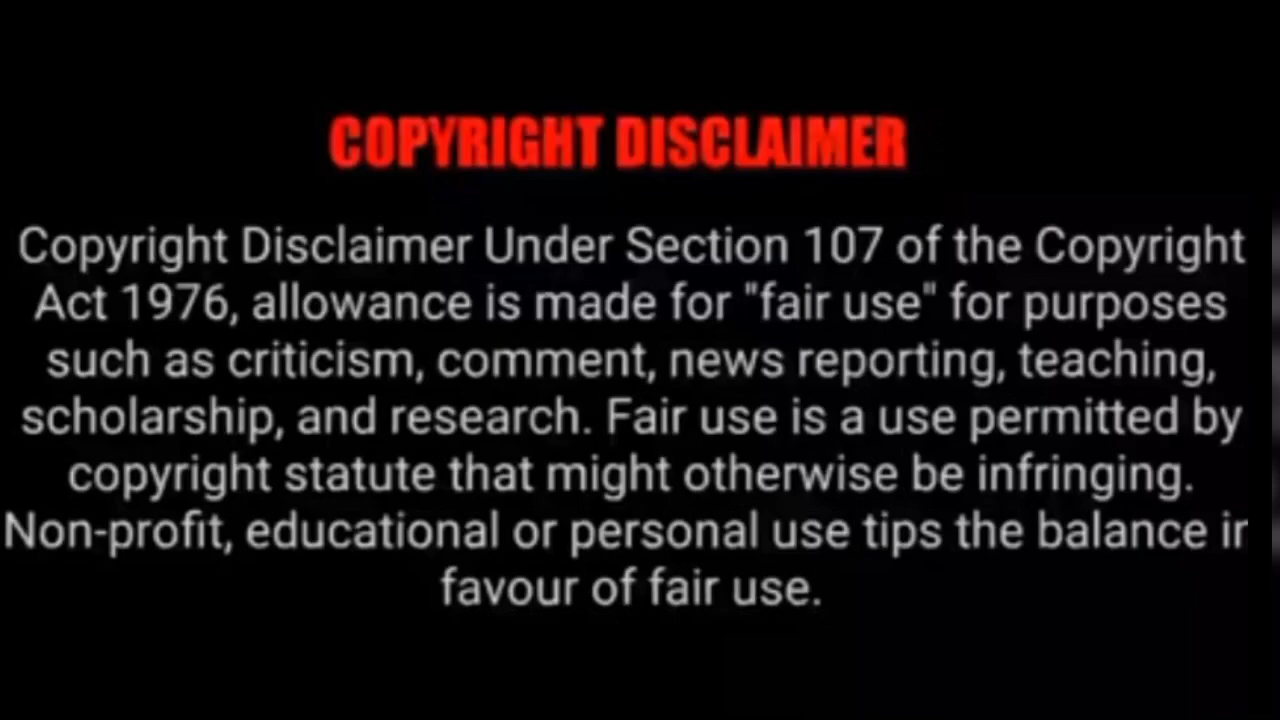 COPYRIGHT DISCLAIMER
Copyright Disclaimer Under Section 107 of the Copyright
Act 1976, allowance is made for "fair use" for purposes
such as criticism, comment, news reporting, teaching,
scholarship, and research. Fair use is a use permitted by
copyright statute that might otherwise be infringing.
Non-profit, educational or personal use tips the balance
favour of fair use.